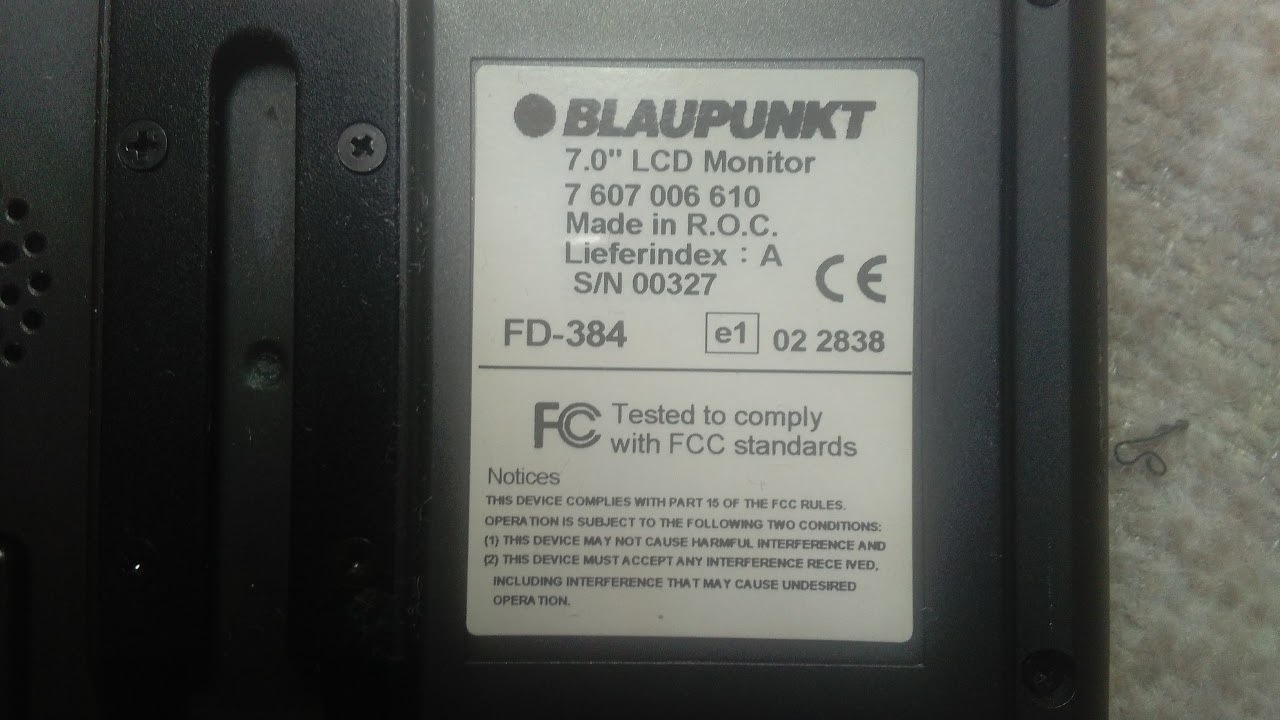 BLAUPUNKT
7.0" LCD Monitor
7 607 006 610
Made in R.O.C.
Lieferindex : A
S/N 00327
CE
FD-384 e1 02 2838
FC Tested to comply
with FCC standards
Notices
THIS DEVICE COMPLIES WITH PART 15 OF THE FCC RULES.
OPERATION IS SUBJECT TO THE FOLLOWING TWO CONDITIONS:
(1) THIS DEVICE MAY NOT CAUSE HARMFUL INTERFERENCE AND
(2) THIS DEVICE MUST ACCEPT ANY INTERFERENCE RECE IVED,
INCLUDING INTERFERENCE THAT MAY CAUSE UNDESIRED
OPERATION.